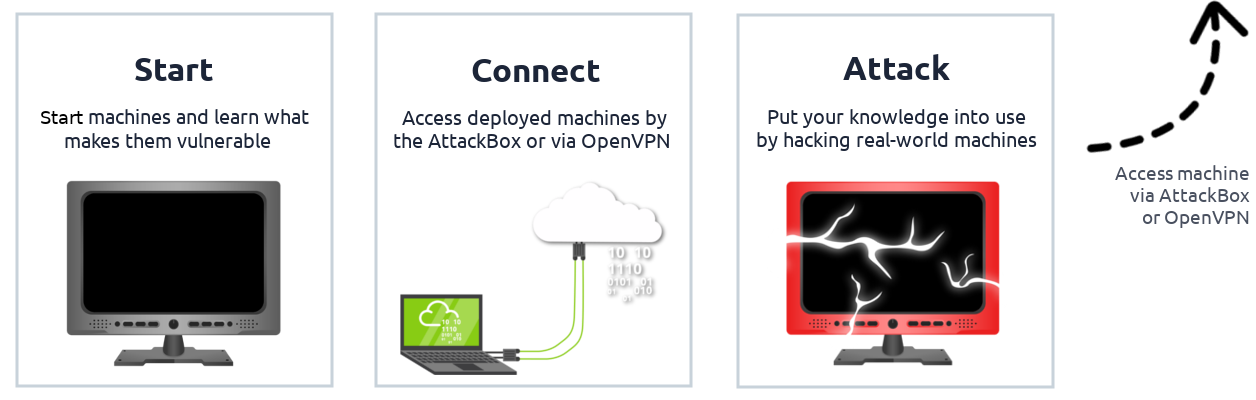 Start
Start machines and learn what
makes them vulnerable
Connect
Access deployed machines by
the AttackBox or via OpenVPN
10 10
1110
0101 01
01 010
01
10 10
1110
Attack
Put your knowledge into use
by hacking real-world machines
Access machine
via AttackBox
or OpenVPN